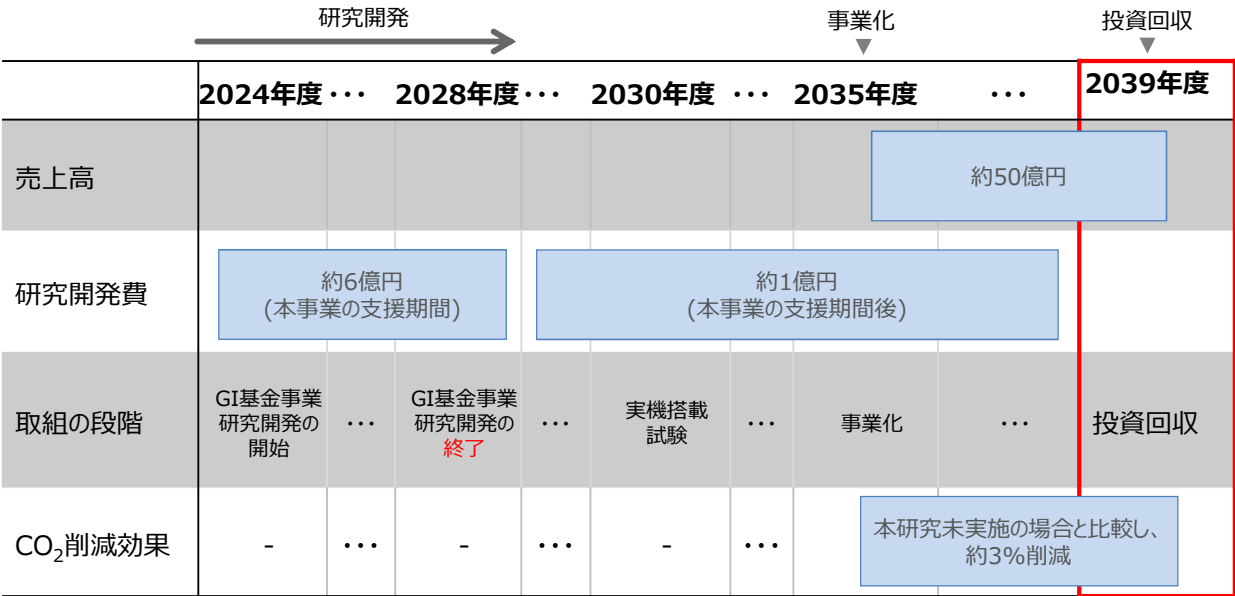 研究開発
事業化
投資回収
2024年度 ・・・ 2028年度 ・・・ 2030年度 ・・・ 2035年度 ・・・ 2039年度
売上高
約50億円
研究開発費
約6億円
(本事業の支援期間)
約1億円
(本事業の支援期間後)
取組の段階
GI基金事業
研究開発の
開始
・・・
GI基金事業
研究開発の
終了
・・・
実機搭載
試験
・・・
事業化
・・・
投資回収
CO₂削減効果
- ・・・ - ・・・ - ・・・
本研究未実施の場合と比較し、
約3%削減